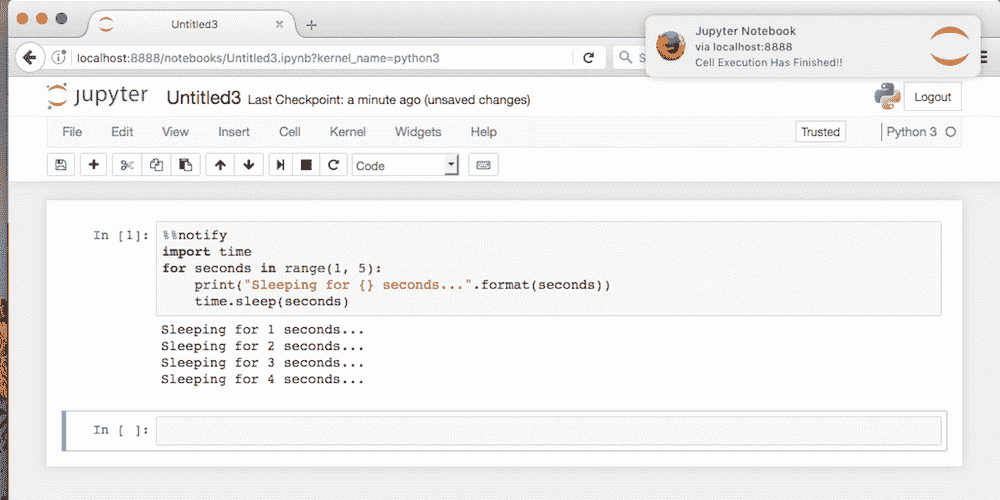 Untitled3
localhost:8888/notebooks/Untitled3.ipynb?kernel_name=python3
Jupyter Notebook
via localhost:8888
Cell Execution Has Finished!!
jupyter Untitled3 Last Checkpoint: a minute ago (unsaved changes)
Logout
File Edit View Insert Cell Kernel Widgets Help
Trusted
Python 3
Code
In [1]:
%%notify
import time
for seconds in range(1, 5):
    print("Sleeping for {} seconds...".format(seconds))
    time.sleep(seconds)
Sleeping for 1 seconds...
Sleeping for 2 seconds...
Sleeping for 3 seconds...
Sleeping for 4 seconds...
In [ ]: